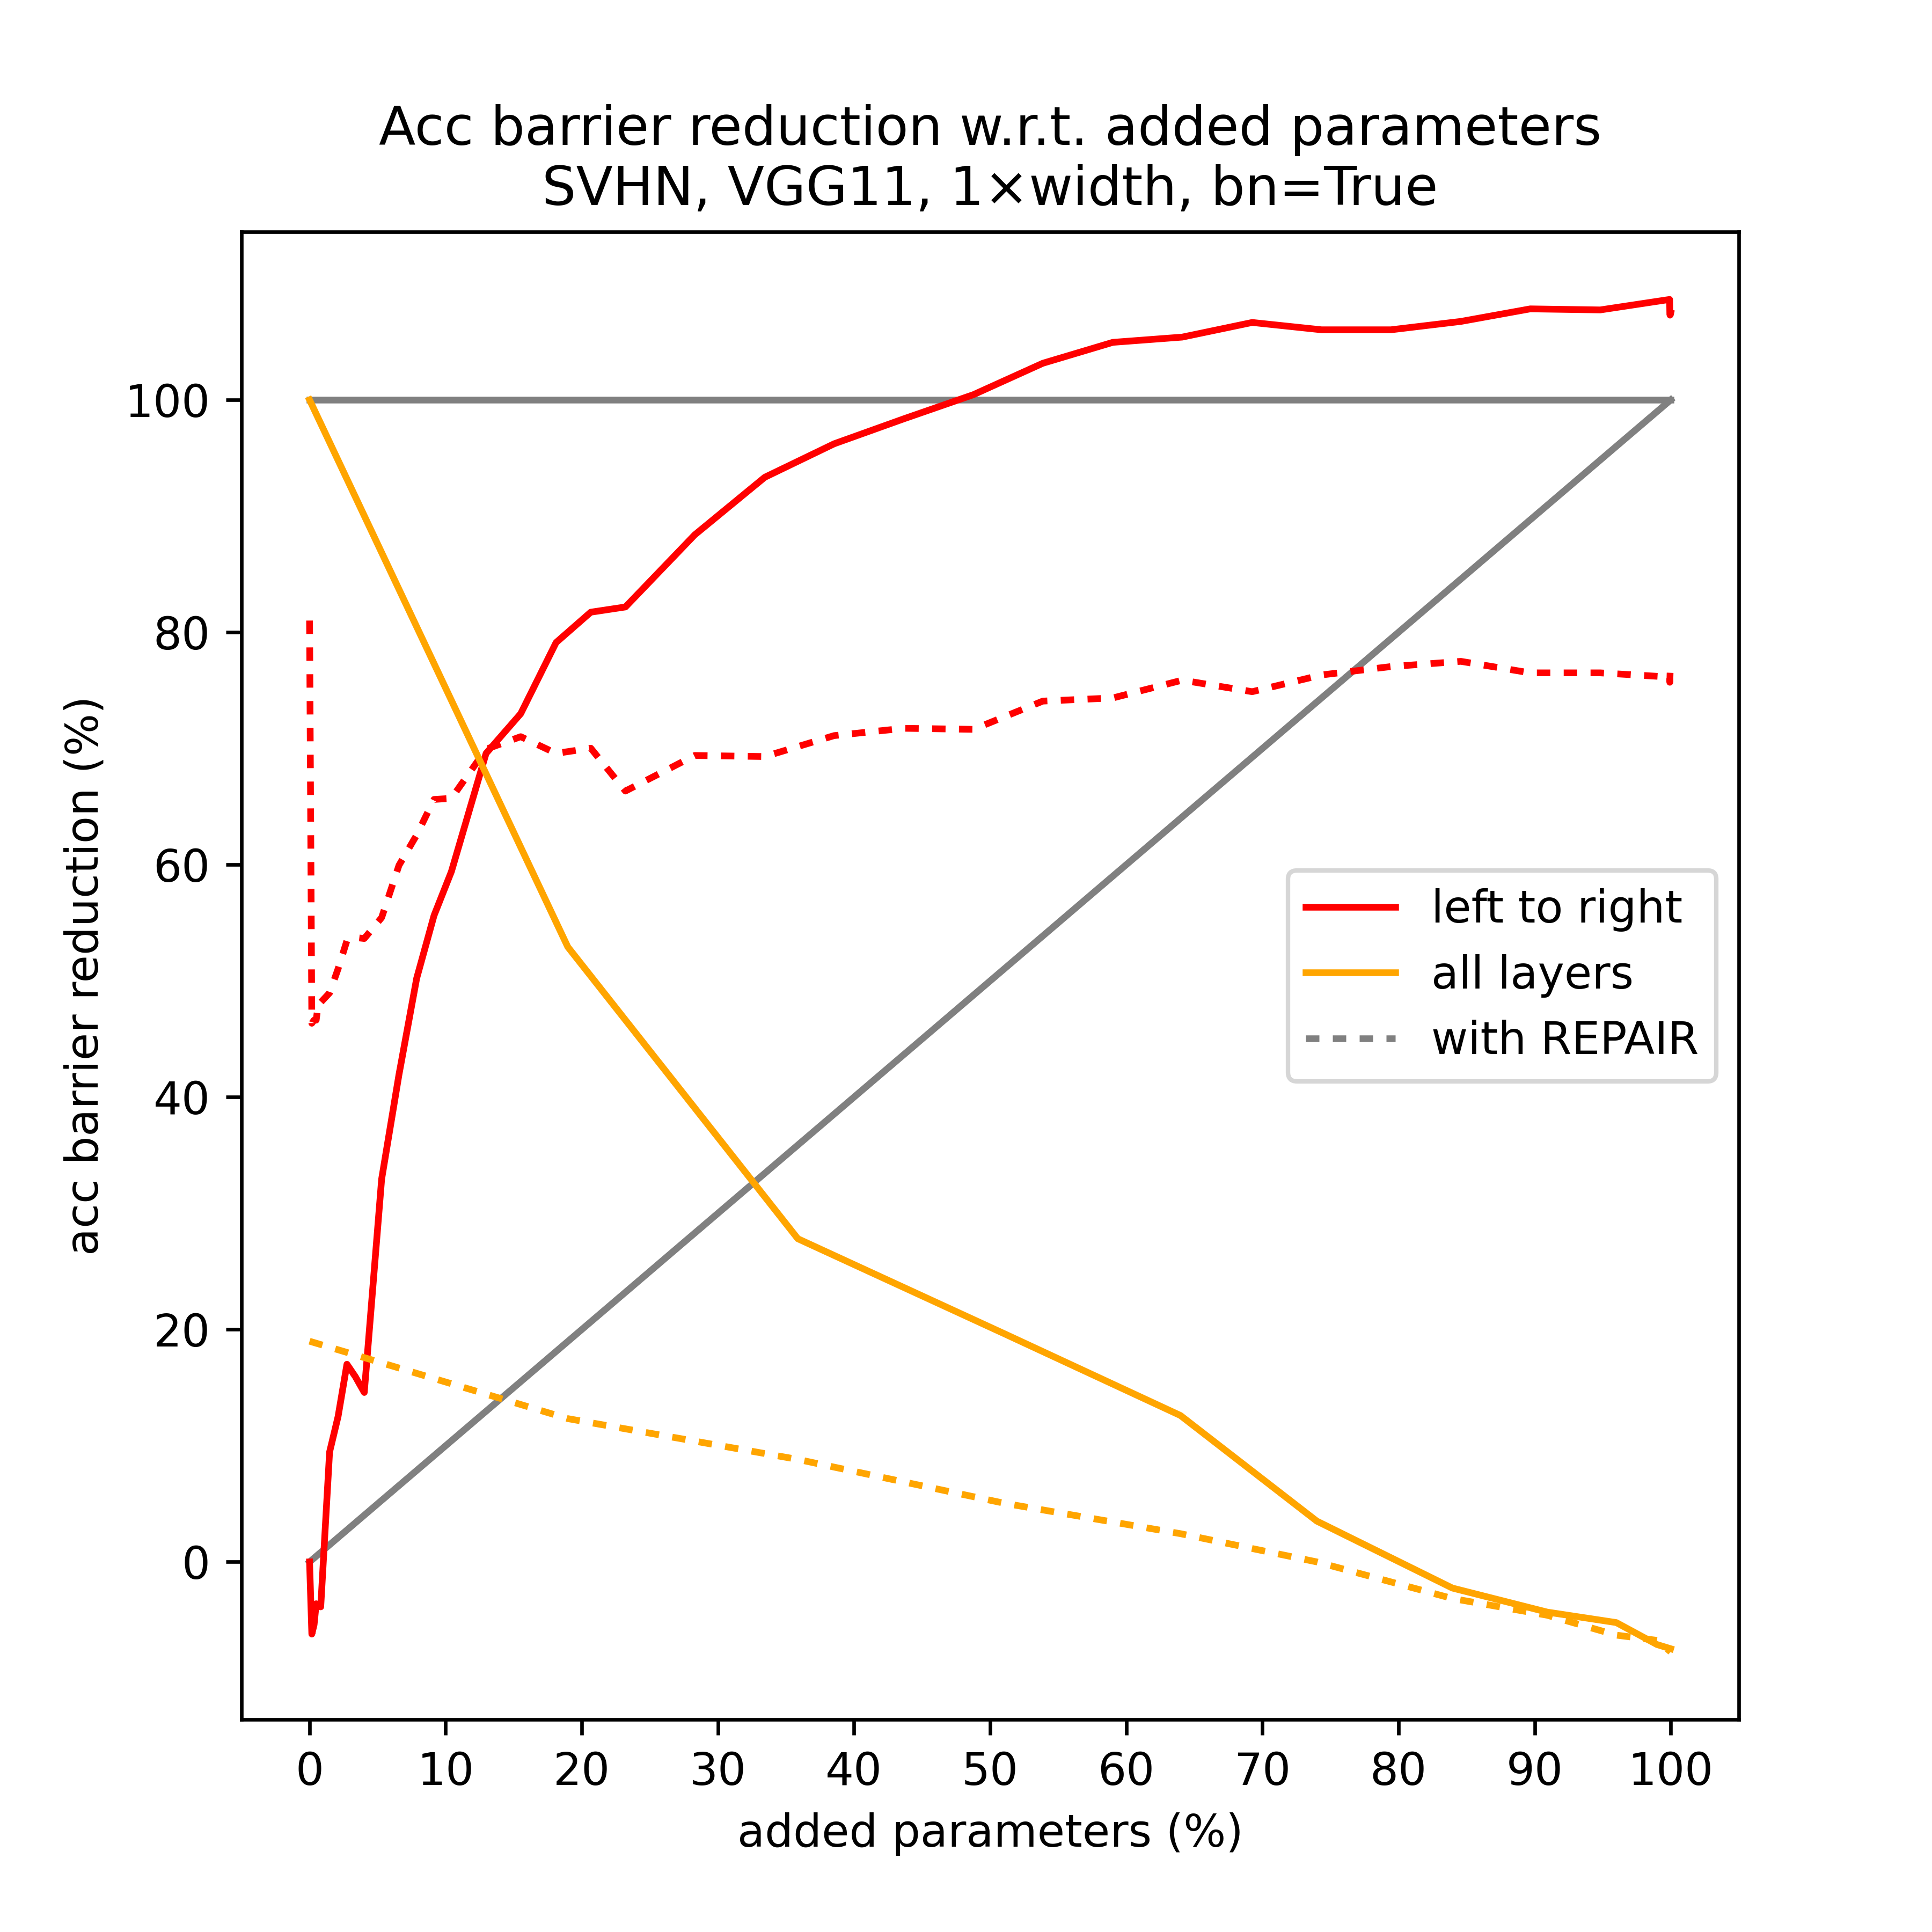 Acc barrier reduction w.r.t. added parameters
SVHN, VGG11, 1×width, bn=True
acc barrier reduction (%)
100
80
60
40
20
0
left to right
all layers
with REPAIR
0 10 20 30 40 50 60 70 80 90 100
added parameters (%)